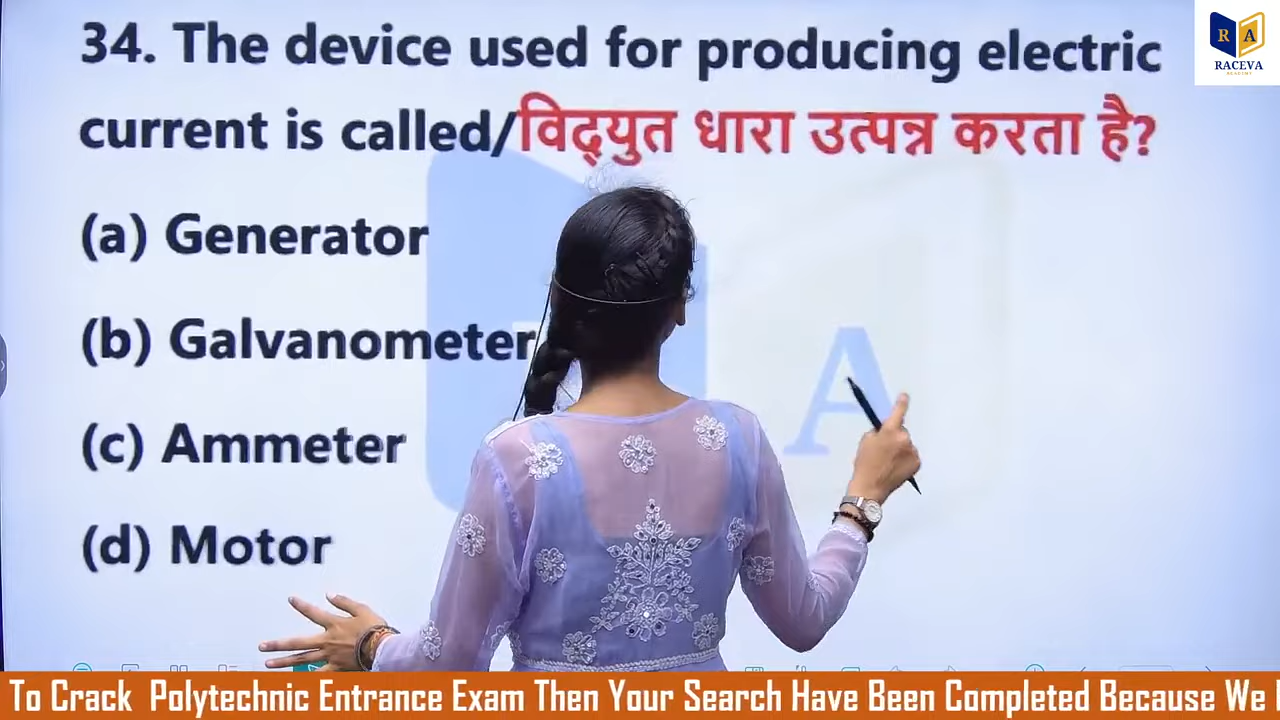 34. The device used for producing electric
current is called/विद्युत धारा उत्पन्न करता है?
(a) Generator
(b) Galvanometer
(c) Ammeter
(d) Motor
A
R A
RACEVA
ACADEMY
To Crack Polytechnic Entrance Exam Then Your Search Have Been Completed Because We